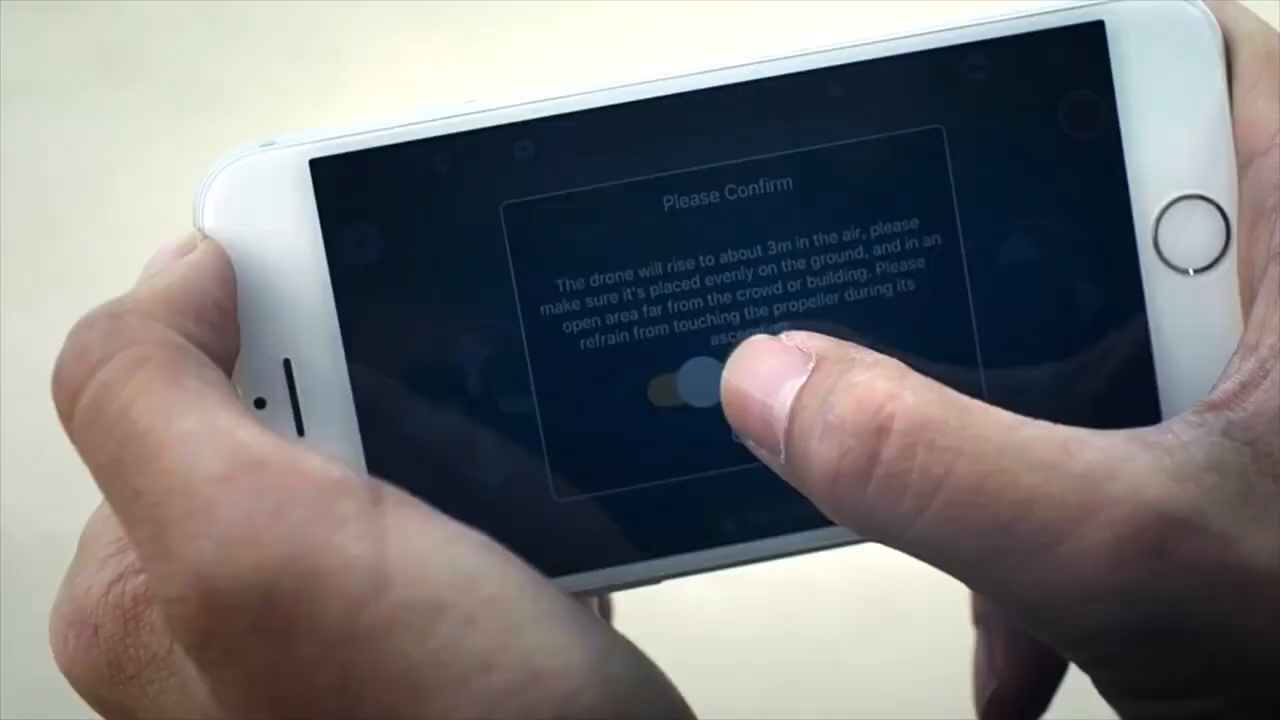 Please Confirm
The drone will rise to about 3m in the air, please
make sure it's placed evenly on the ground, and in an
open area far from the crowd or building. Please
refrain from touching the propeller during its